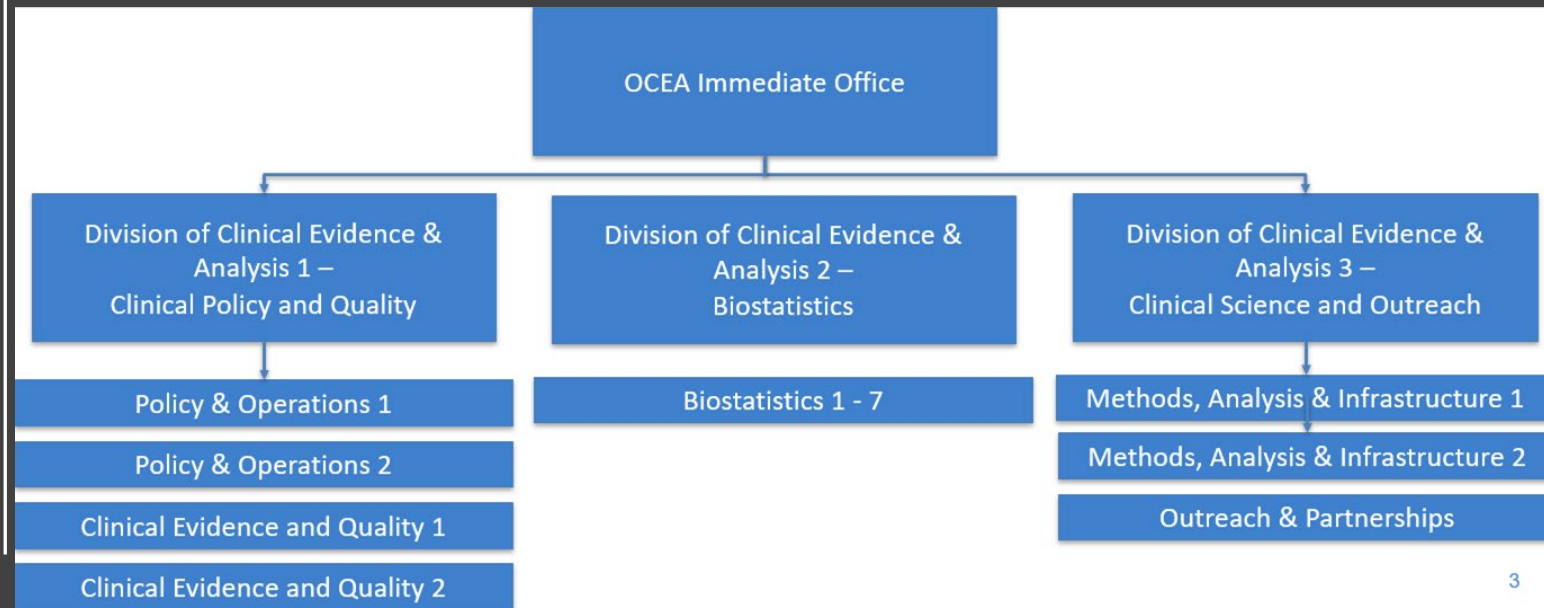 OCEA Immediate Office
Division of Clinical Evidence &
Analysis 1 –
Clinical Policy and Quality
Division of Clinical Evidence &
Analysis 2 –
Biostatistics
Division of Clinical Evidence &
Analysis 3 –
Clinical Science and Outreach
Policy & Operations 1
Policy & Operations 2
Clinical Evidence and Quality 1
Clinical Evidence and Quality 2
Biostatistics 1 - 7
Methods, Analysis & Infrastructure 1
Methods, Analysis & Infrastructure 2
Outreach & Partnerships
3